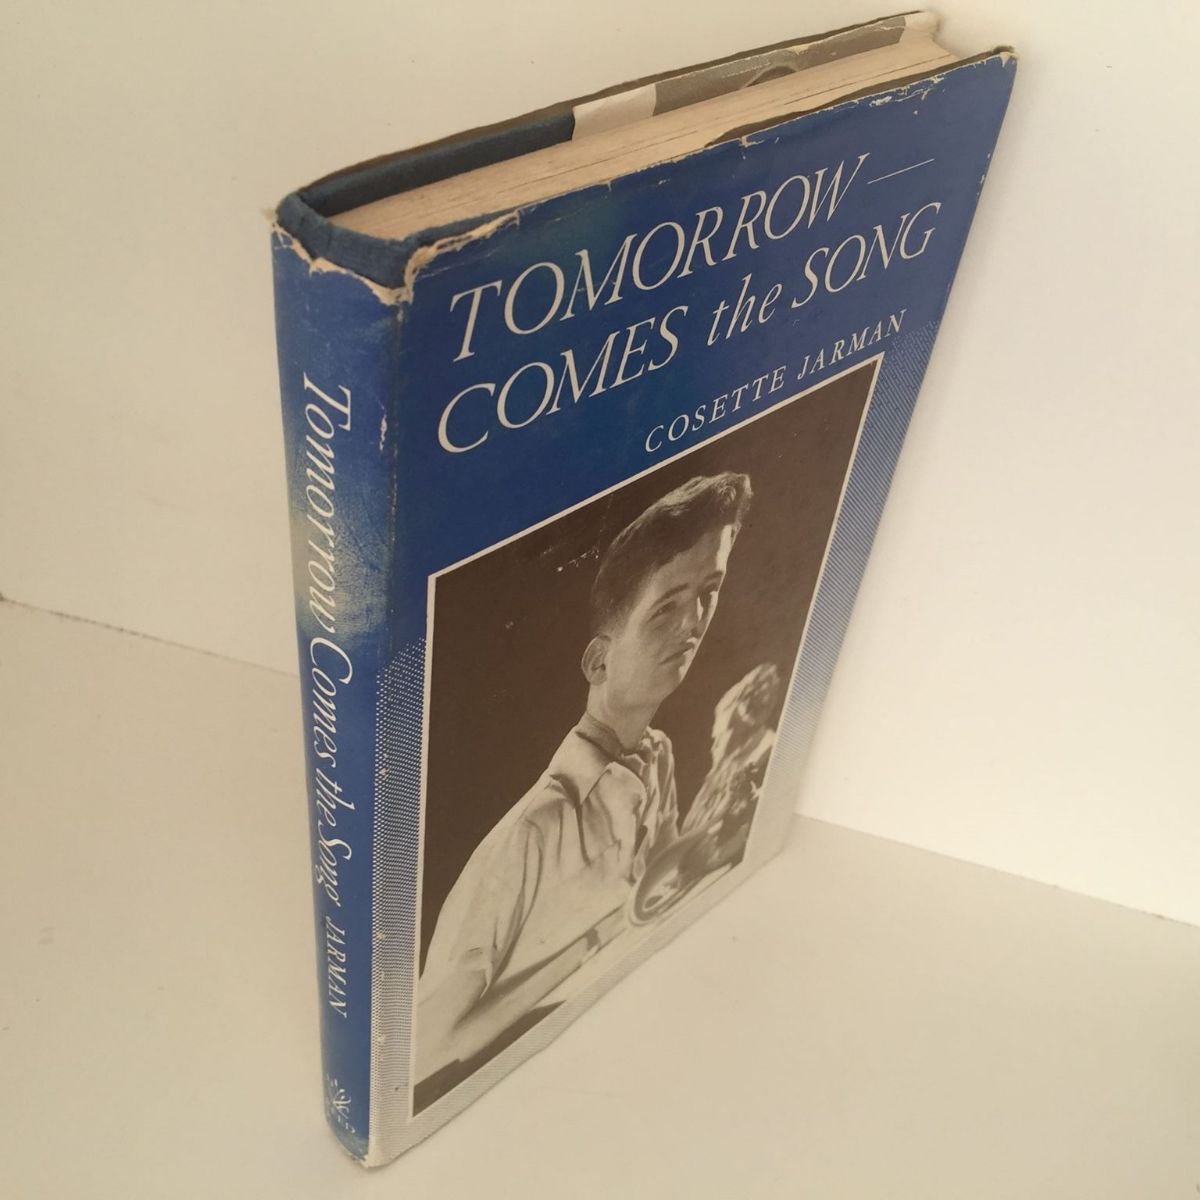 TOMORROW—
COMES the SONG
COSETTE JARMAN
Tomorrow Comes the Song JARMAN